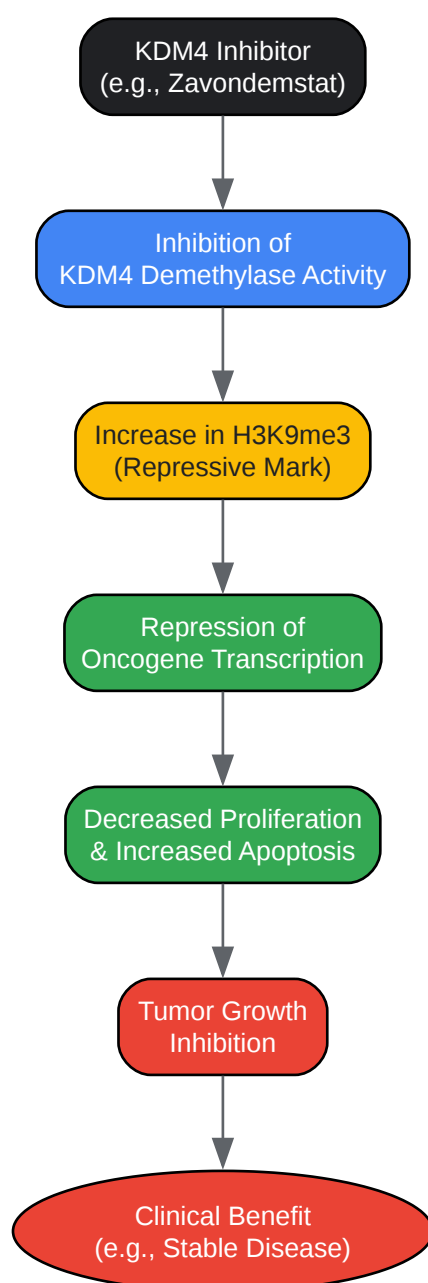 KDM4 Inhibitor
(e.g., Zavondemstat)
Inhibition of
KDM4 Demethylase Activity
Increase in H3K9me3
(Repressive Mark)
Repression of
Oncogene Transcription
Decreased Proliferation
& Increased Apoptosis
Tumor Growth
Inhibition
Clinical Benefit
(e.g., Stable Disease)